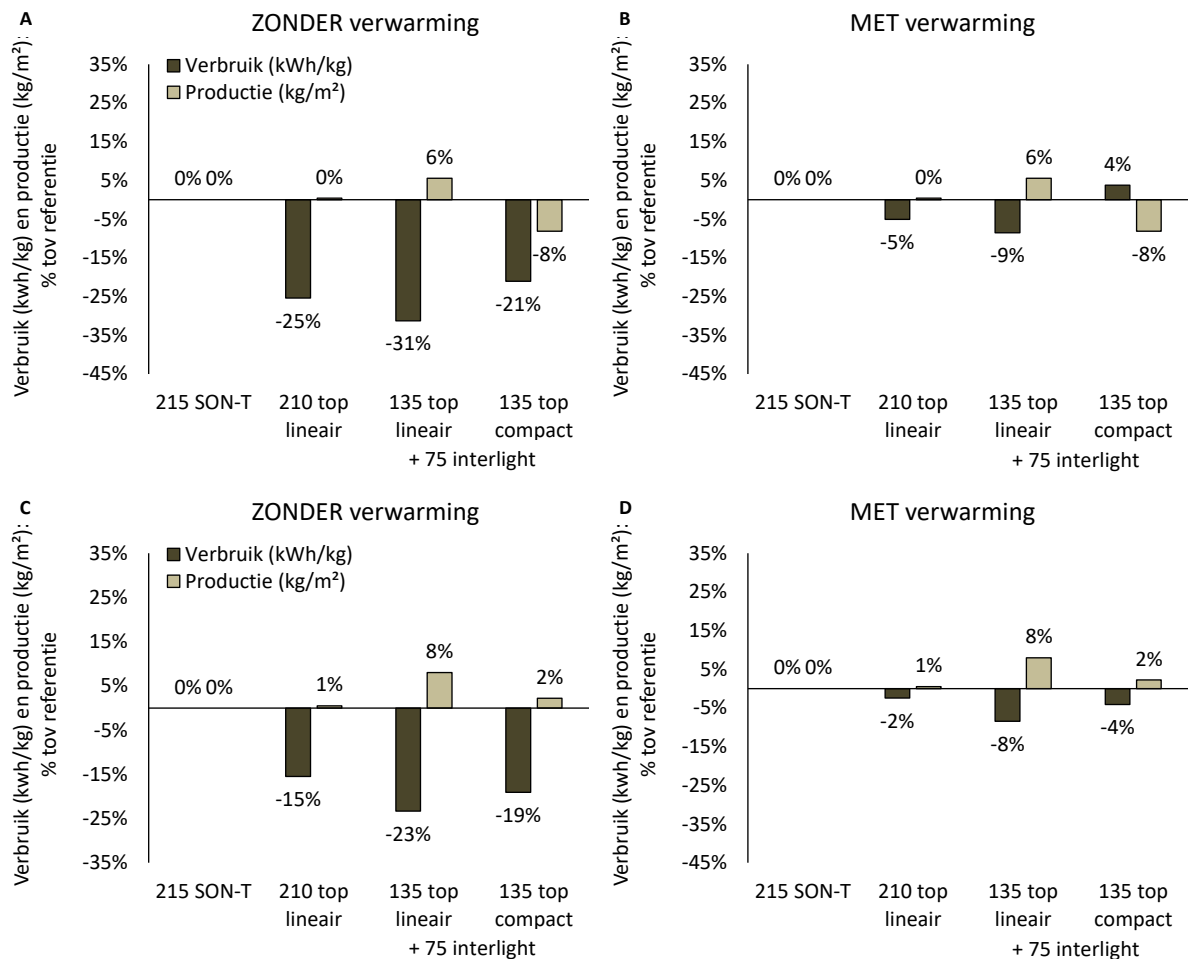 A
ZONDER verwarming
Verbruik (kwh/kg) en productie (kg/m²):
% tov referentie
Verbruik (kWh/kg)
Productie (kg/m²)
35%
25%
15%
5%
-5%
-15%
-25%
-35%
-45%
0% 0%
0%
6%
-25%
-31%
-21%
-8%
215 SON-T
210 top
lineair
135 top
lineair
135 top
compact
+ 75 interlight
B
MET verwarming
Verbruik (kwh/kg) en productie (kg/m²):
% tov referentie
35%
25%
15%
5%
-5%
-15%
-25%
-35%
-45%
0% 0%
0%
6%
4%
-5%
-9%
-8%
215 SON-T
210 top
lineair
135 top
lineair
135 top
compact
+ 75 interlight
C
ZONDER verwarming
Verbruik (kwh/kg) en productie (kg/m²):
% tov referentie
Verbruik (kWh/kg)
Productie (kg/m²)
35%
25%
15%
5%
-5%
-15%
-25%
-35%
0% 0%
1%
8%
2%
-15%
-23%
-19%
215 SON-T
210 top
lineair
135 top
lineair
135 top
compact
+ 75 interlight
D
MET verwarming
Verbruik (kwh/kg) en productie (kg/m²):
% tov referentie
35%
25%
15%
5%
-5%
-15%
-25%
-35%
-45%
0% 0%
1%
8%
2%
-2%
-8%
-4%
215 SON-T
210 top
lineair
135 top
lineair
135 top
compact
+ 75 interlight